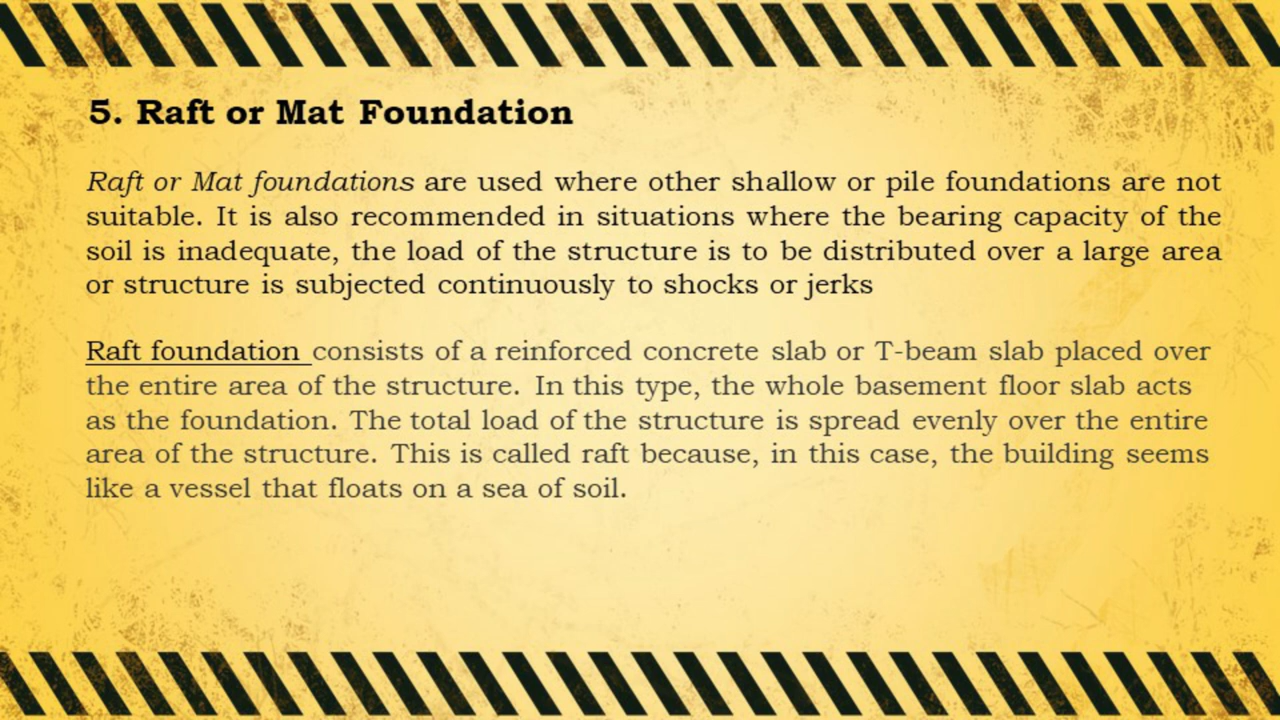 5. Raft or Mat Foundation
Raft or Mat foundations are used where other shallow or pile foundations are not
suitable. It is also recommended in situations where the bearing capacity of the
soil is inadequate, the load of the structure is to be distributed over a large area
or structure is subjected continuously to shocks or jerks
Raft foundation consists of a reinforced concrete slab or T-beam slab placed over
the entire area of the structure. In this type, the whole basement floor slab acts
as the foundation. The total load of the structure is spread evenly over the entire
area of the structure. This is called raft because, in this case, the building seems
like a vessel that floats on a sea of soil.